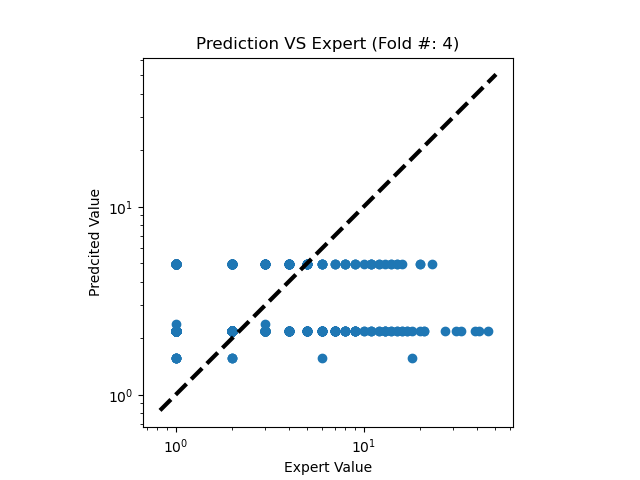 Prediction VS Expert (Fold #: 4)
Predcited Value
10¹
10⁰
10⁰
10¹
Expert Value